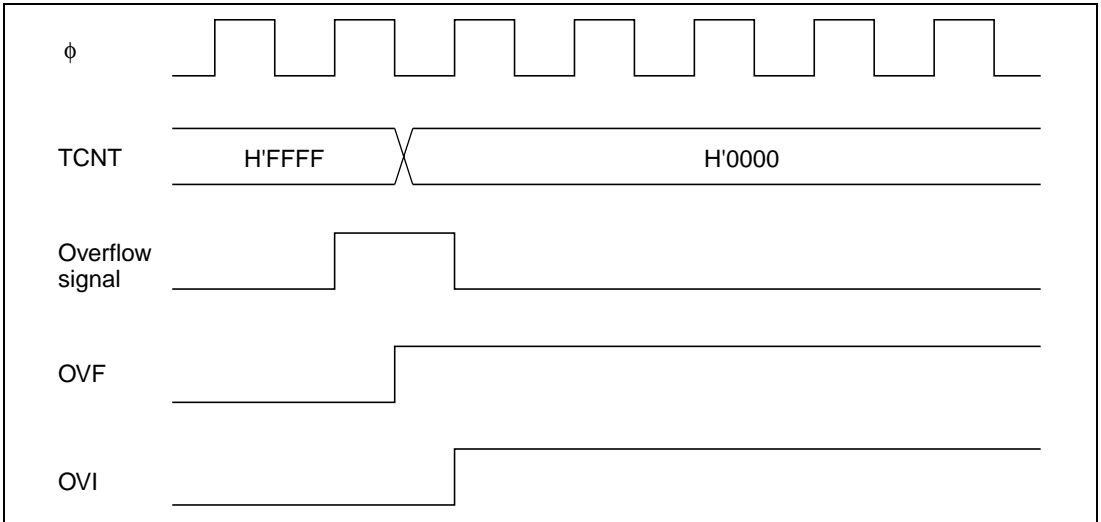 ϕ
TCNT
H'FFFF
H'0000
Overflow
signal
OVF
OVI